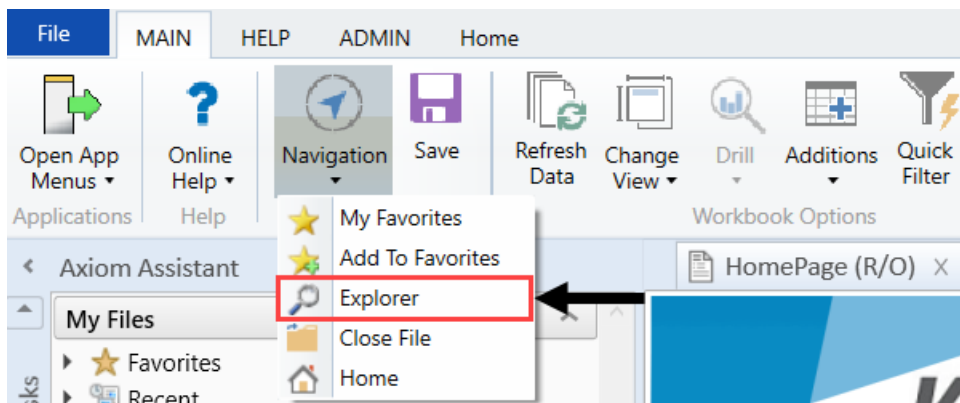 File MAIN HELP ADMIN Home
Open App Menus
Online Help
Navigation
Save
Refresh Data
Change View
Drill
Additions
Quick Filter
Applications
Help
Workbook Options
My Favorites
Add To Favorites
Explorer
Close File
Home
Axiom Assistant
HomePage (R/O)
My Files
Favorites
Recent